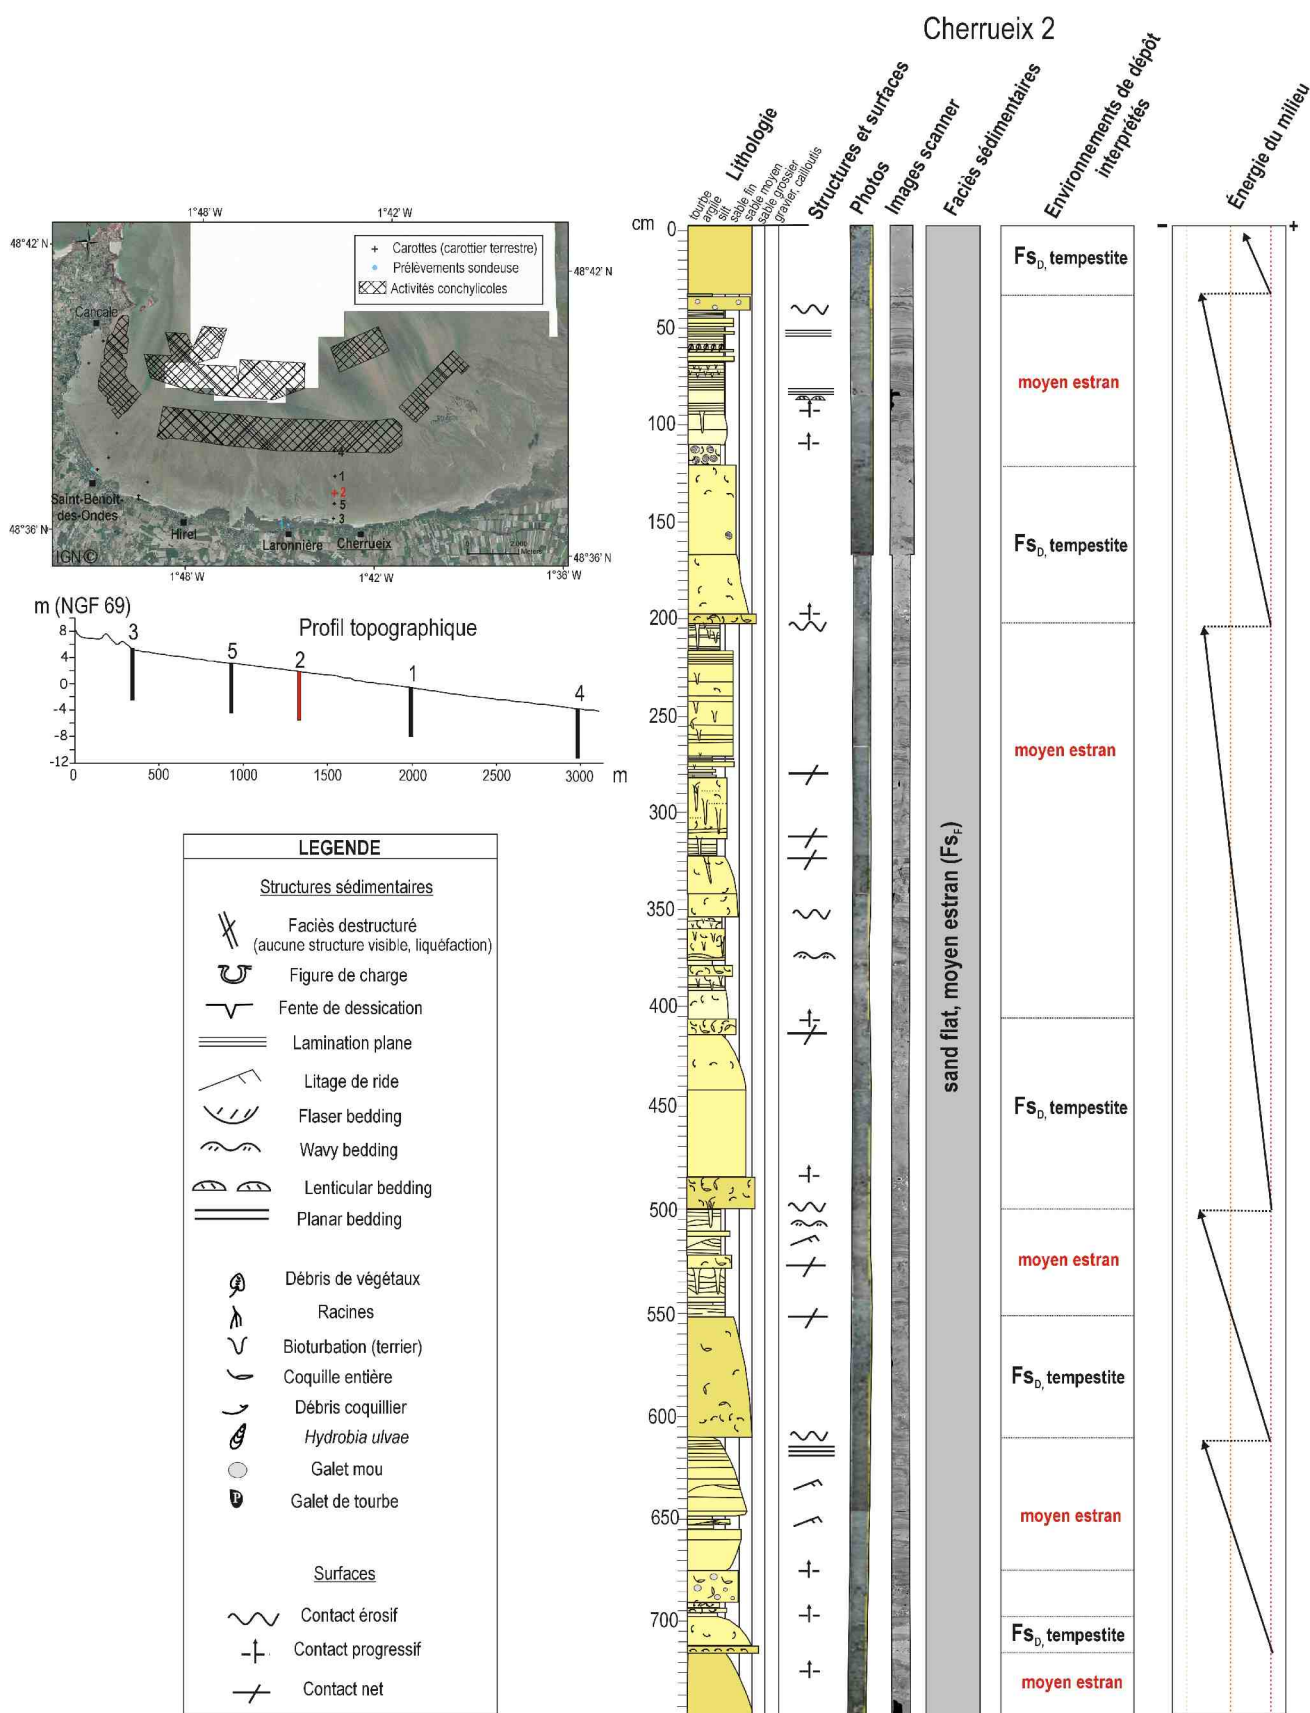 Cherrueix 2
Lithologie
tourbe
argile
silt
sable fin
sable moyen
sable grossier
gravier, cailloutis
Structures et surfaces
Photos
Images scanner
Faciès sédimentaires
Environnements de dépôt
interprétés
Énergie du milieu
1°48' W
1°42' W
48°42' N
48°42' N
Carottes (carottier terrestre)
Prélèvements sondeuse
Activités conchylicoles
Cancale
4
1
2
5
3
Saint-Benoit-
des-Ondes
Hirel
Laronnière
Cherrueix
48°36' N
48°36' N
IGN ©
1°48' W
1°42' W
1°36' W
m (NGF 69)
Profil topographique
8
4
0
-4
-8
-12
3
5
2
1
4
0
500
1000
1500
2000
2500
3000
m
LEGENDE
Structures sédimentaires
Faciès destructuré
(aucune structure visible, liquéfaction)
Figure de charge
Fente de dessication
Lamination plane
Litage de ride
Flaser bedding
Wavy bedding
Lenticular bedding
Planar bedding
Débris de végétaux
Racines
Bioturbation (terrier)
Coquille entière
Débris coquillier
Hydrobia ulvae
Galet mou
P
Galet de tourbe
Surfaces
Contact érosif
Contact progressif
Contact net
cm
0
50
100
150
200
250
300
350
400
450
500
550
600
650
700
sand flat, moyen estran (FsF)
FsD, tempestite
moyen estran
FsD, tempestite
moyen estran
FsD, tempestite
moyen estran
FsD, tempestite
moyen estran
FsD, tempestite
moyen estran
-
+